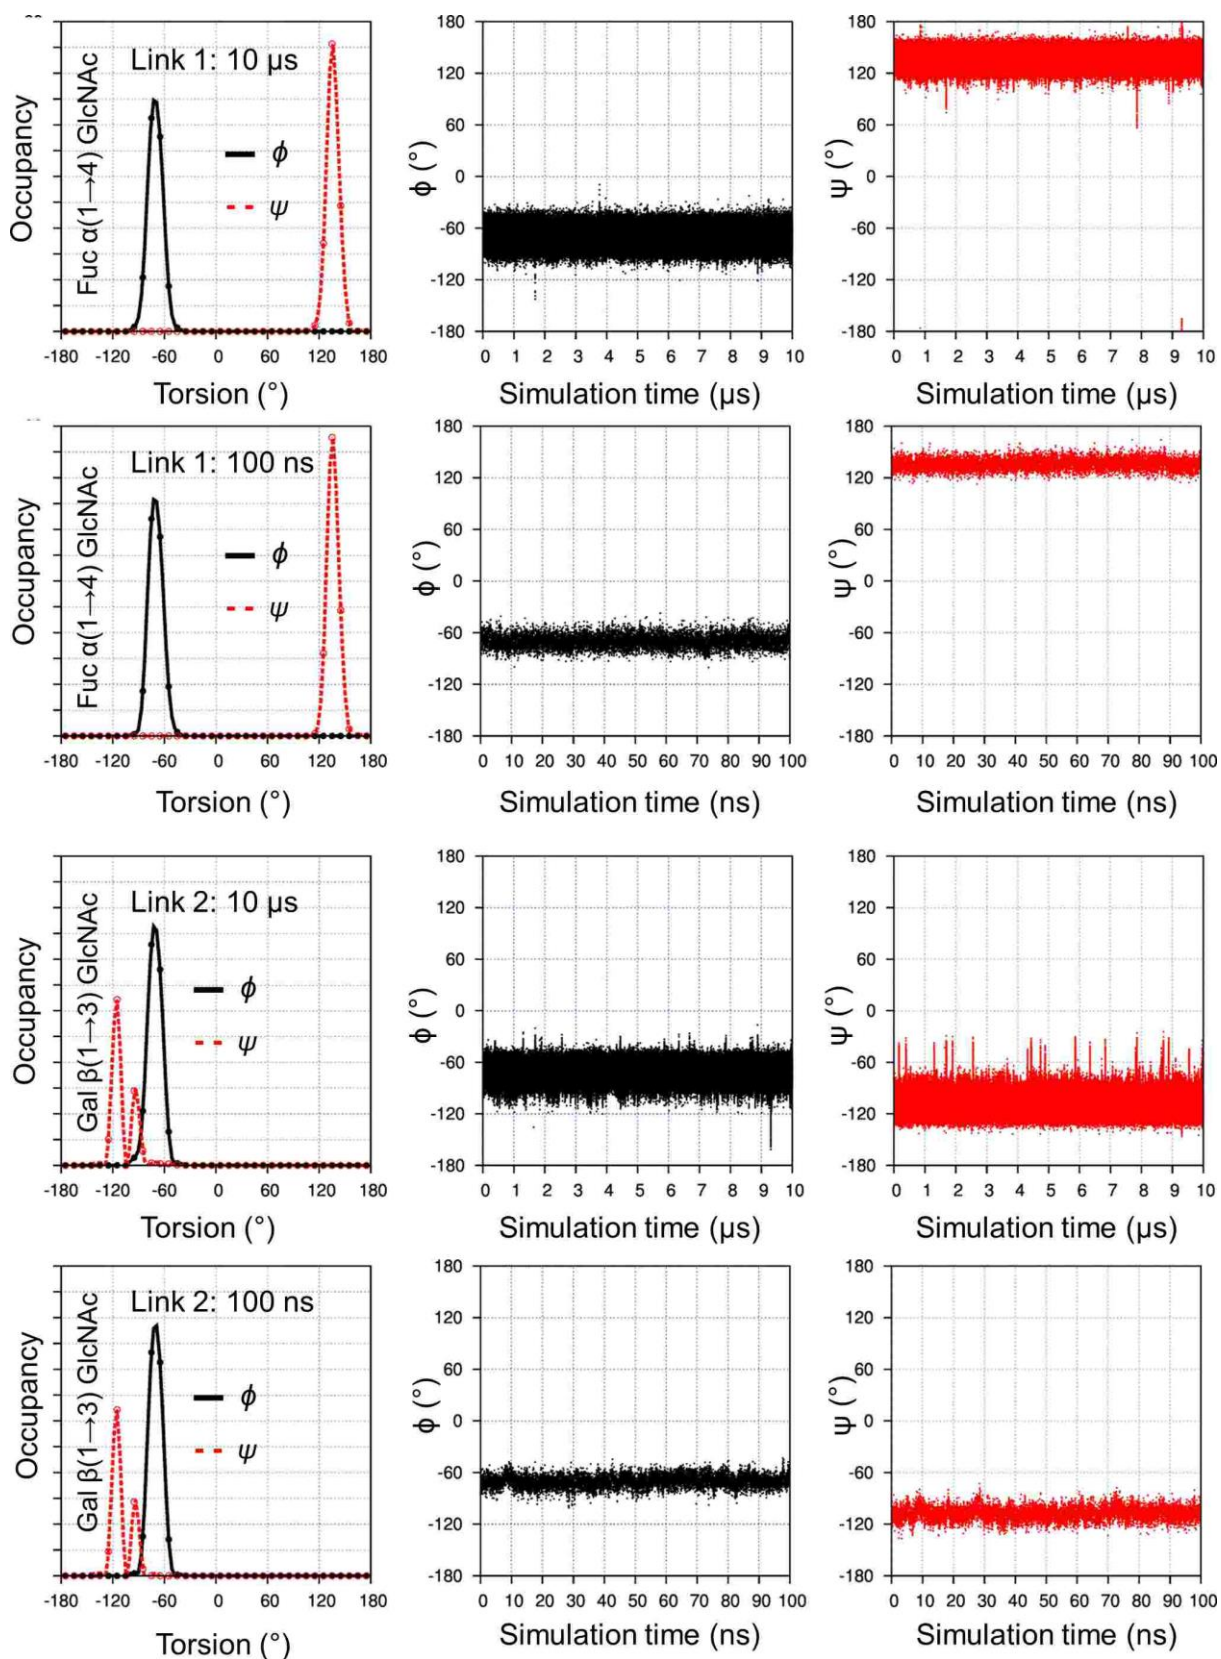 Occupancy
Fuc α(1→4) GlcNAc
Link 1: 10 µs
ϕ
ψ
-180 -120 -60 0 60 120 180
Torsion (°)
ϕ (°)
180
120
60
0
-60
-120
-180
0 1 2 3 4 5 6 7 8 9 10
Simulation time (µs)
ψ (°)
180
120
60
0
-60
-120
-180
0 1 2 3 4 5 6 7 8 9 10
Simulation time (µs)
Occupancy
Fuc α(1→4) GlcNAc
Link 1: 100 ns
ϕ
ψ
-180 -120 -60 0 60 120 180
Torsion (°)
ϕ (°)
180
120
60
0
-60
-120
-180
0 10 20 30 40 50 60 70 80 90 100
Simulation time (ns)
ψ (°)
180
120
60
0
-60
-120
-180
0 10 20 30 40 50 60 70 80 90 100
Simulation time (ns)
Occupancy
Gal β(1→3) GlcNAc
Link 2: 10 µs
ϕ
ψ
-180 -120 -60 0 60 120 180
Torsion (°)
ϕ (°)
180
120
60
0
-60
-120
-180
0 1 2 3 4 5 6 7 8 9 10
Simulation time (µs)
ψ (°)
180
120
60
0
-60
-120
-180
0 1 2 3 4 5 6 7 8 9 10
Simulation time (µs)
Occupancy
Gal β(1→3) GlcNAc
Link 2: 100 ns
ϕ
ψ
-180 -120 -60 0 60 120 180
Torsion (°)
ϕ (°)
180
120
60
0
-60
-120
-180
0 10 20 30 40 50 60 70 80 90 100
Simulation time (ns)
ψ (°)
180
120
60
0
-60
-120
-180
0 10 20 30 40 50 60 70 80 90 100
Simulation time (ns)